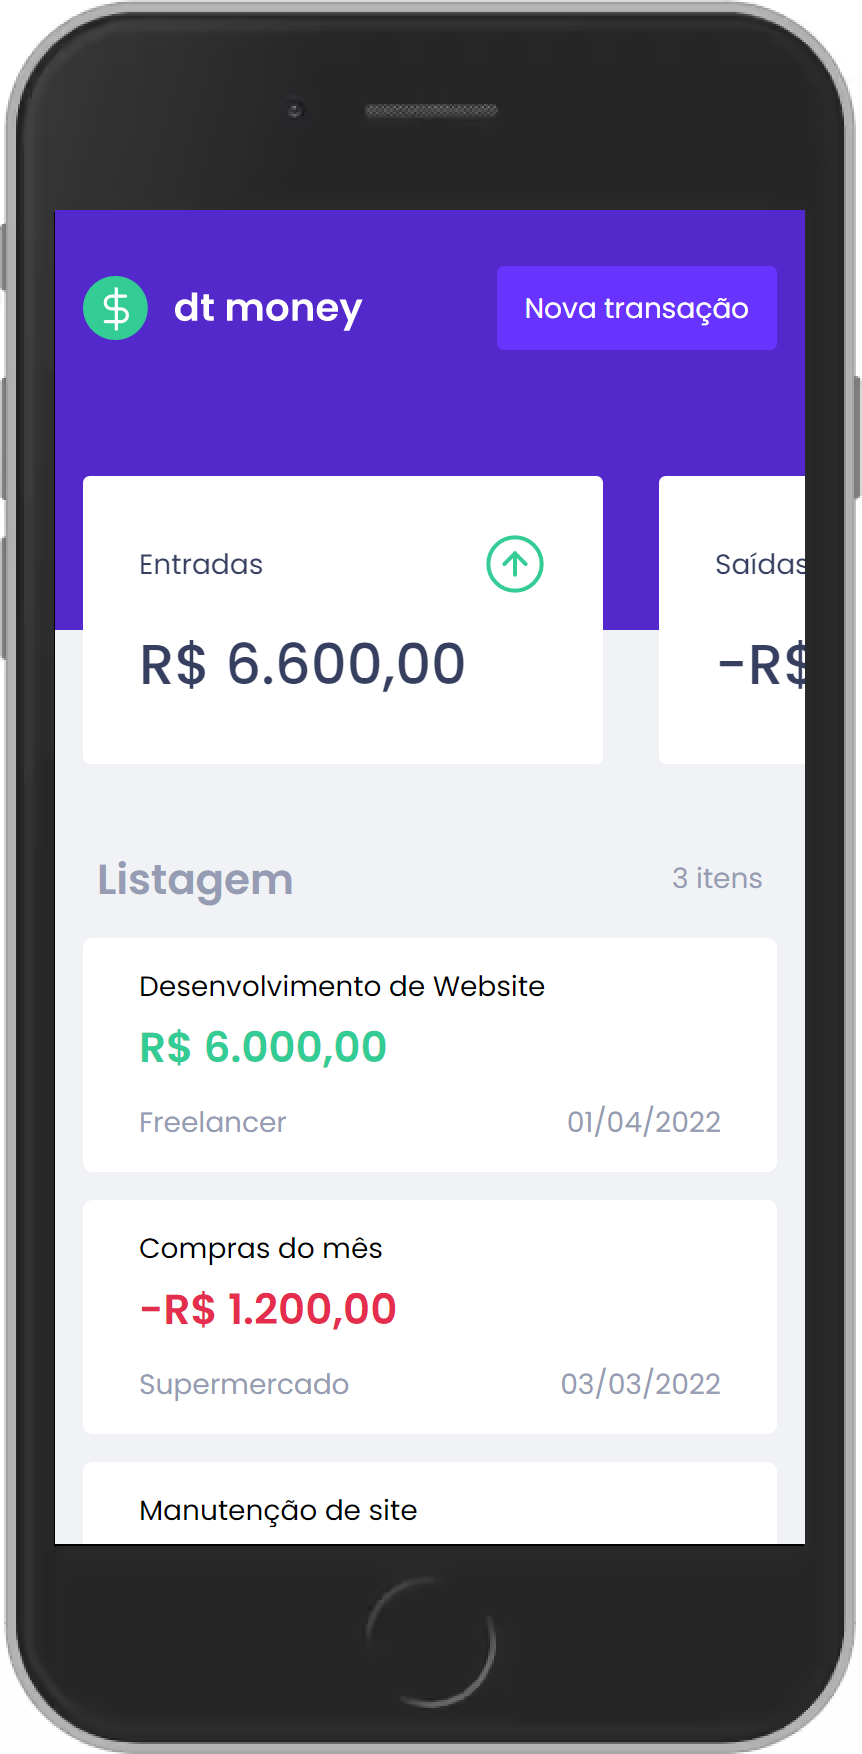 dt money
Nova transação
Entradas
R$ 6.600,00
Saídas
-R$
Listagem
3 itens
Desenvolvimento de Website
R$ 6.000,00
Freelancer 01/04/2022
Compras do mês
-R$ 1.200,00
Supermercado 03/03/2022
Manutenção de site